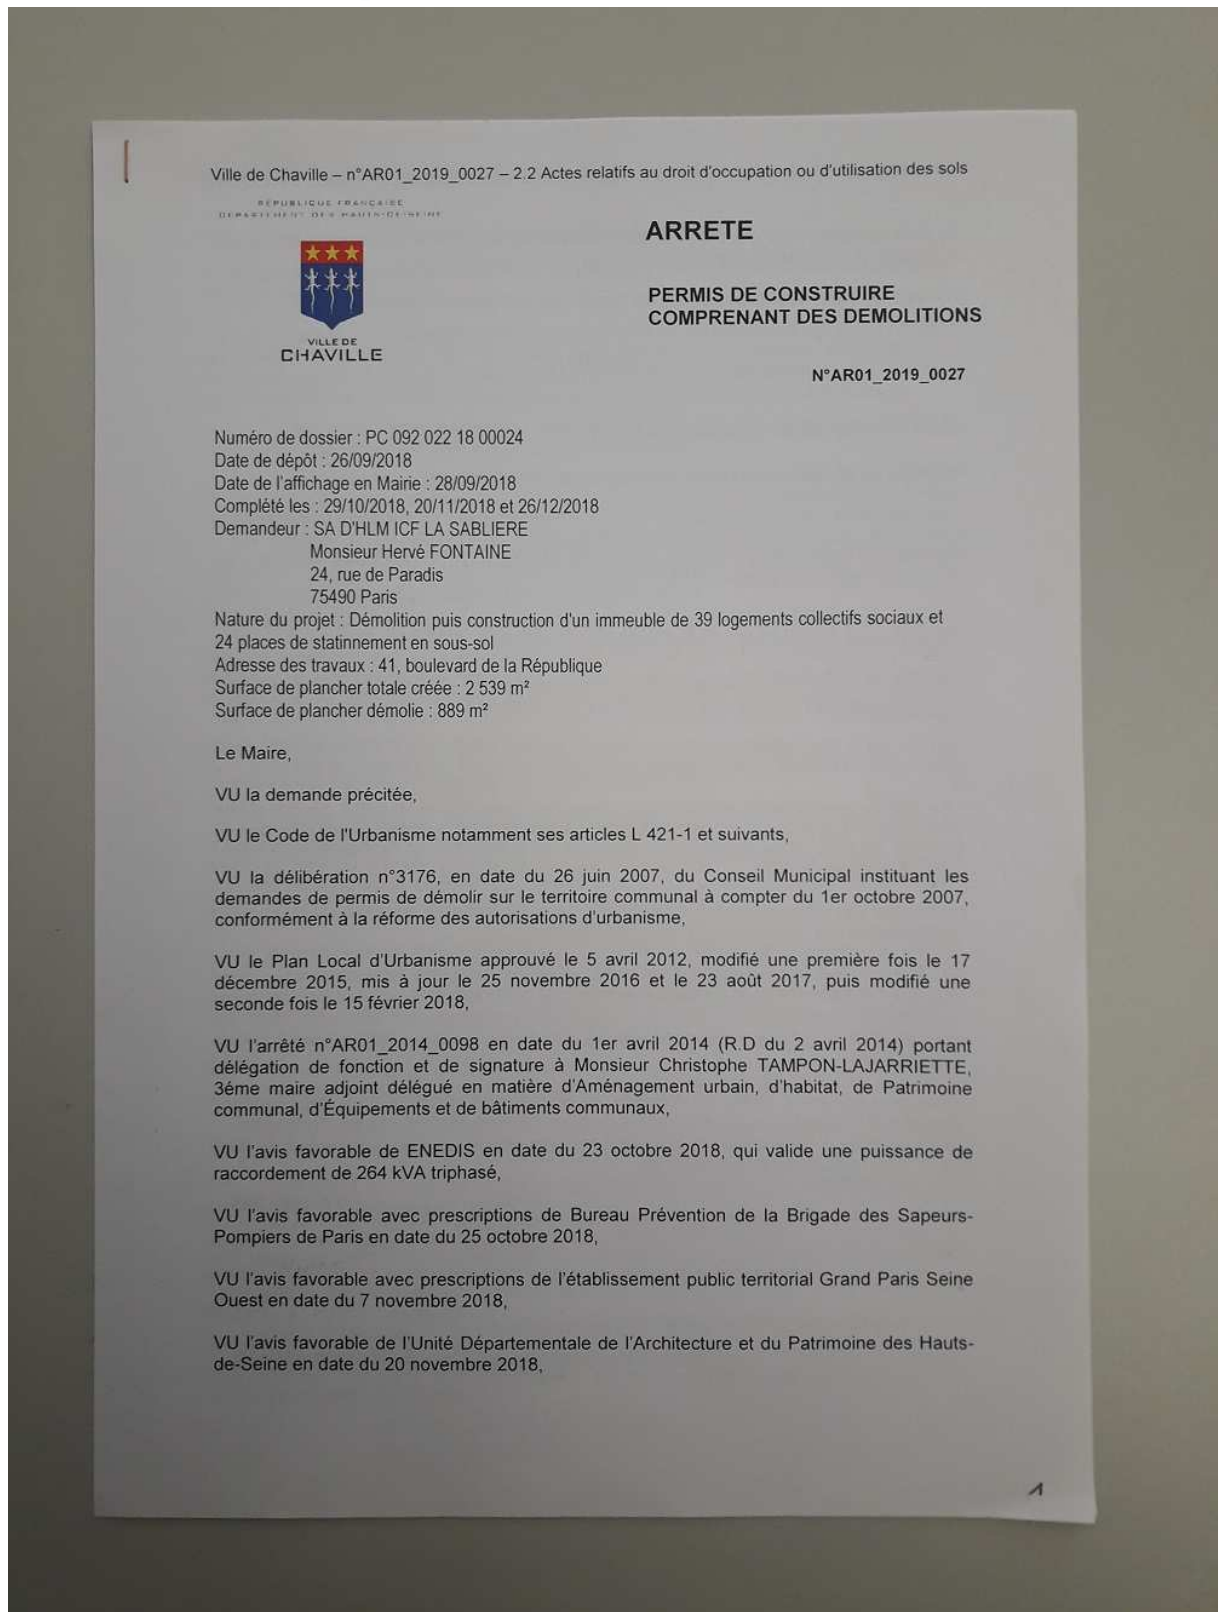 Ville de Chaville – n°AR01_2019_0027 – 2.2 Actes relatifs au droit d'occupation ou d'utilisation des sols
REPUBLIQUE FRANCAISE
DEPARTEMENT DES HAUTS-DE-SEINE
ARRETE
PERMIS DE CONSTRUIRE
COMPRENANT DES DEMOLITIONS
VILLE DE
CHAVILLE
N°AR01_2019_0027
Numéro de dossier : PC 092 022 18 00024
Date de dépôt : 26/09/2018
Date de l'affichage en Mairie : 28/09/2018
Complété les : 29/10/2018, 20/11/2018 et 26/12/2018
Demandeur : SA D'HLM ICF LA SABLIERE
Monsieur Hervé FONTAINE
24, rue de Paradis
75490 Paris
Nature du projet : Démolition puis construction d'un immeuble de 39 logements collectifs sociaux et
24 places de statinnement en sous-sol
Adresse des travaux : 41, boulevard de la République
Surface de plancher totale créée : 2 539 m²
Surface de plancher démolie : 889 m²
Le Maire,
VU la demande précitée,
VU le Code de l'Urbanisme notamment ses articles L 421-1 et suivants,
VU la délibération n°3176, en date du 26 juin 2007, du Conseil Municipal instituant les
demandes de permis de démolir sur le territoire communal à compter du 1er octobre 2007,
conformément à la réforme des autorisations d'urbanisme,
VU le Plan Local d'Urbanisme approuvé le 5 avril 2012, modifié une première fois le 17
décembre 2015, mis à jour le 25 novembre 2016 et le 23 août 2017, puis modifié une
seconde fois le 15 février 2018,
VU l'arrêté n°AR01_2014_0098 en date du 1er avril 2014 (R.D du 2 avril 2014) portant
délégation de fonction et de signature à Monsieur Christophe TAMPON-LAJARRIETTE,
3éme maire adjoint délégué en matière d'Aménagement urbain, d'habitat, de Patrimoine
communal, d'Équipements et de bâtiments communaux,
VU l'avis favorable de ENEDIS en date du 23 octobre 2018, qui valide une puissance de
raccordement de 264 kVA triphasé,
VU l'avis favorable avec prescriptions de Bureau Prévention de la Brigade des Sapeurs-
Pompiers de Paris en date du 25 octobre 2018,
VU l'avis favorable avec prescriptions de l'établissement public territorial Grand Paris Seine
Ouest en date du 7 novembre 2018,
VU l'avis favorable de l'Unité Départementale de l'Architecture et du Patrimoine des Hauts-
de-Seine en date du 20 novembre 2018,
1